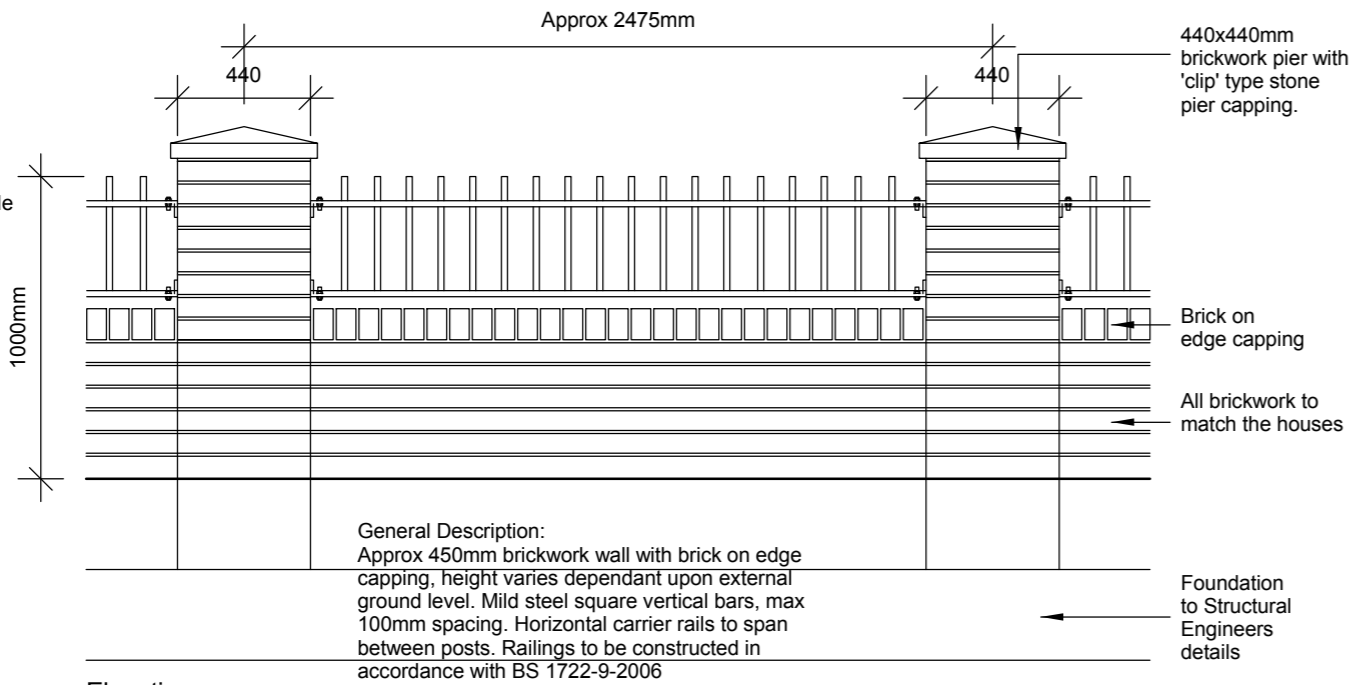 Approx 2475mm
440
440
440x440mm
brickwork pier with
'clip' type stone
pier capping.
1000mm
Brick on
edge capping
All brickwork to
match the houses
General Description:
Approx 450mm brickwork wall with brick on edge
capping, height varies dependant upon external
ground level. Mild steel square vertical bars, max
100mm spacing. Horizontal carrier rails to span
between posts. Railings to be constructed in
accordance with BS 1722-9-2006
Foundation
to Structural
Engineers
details